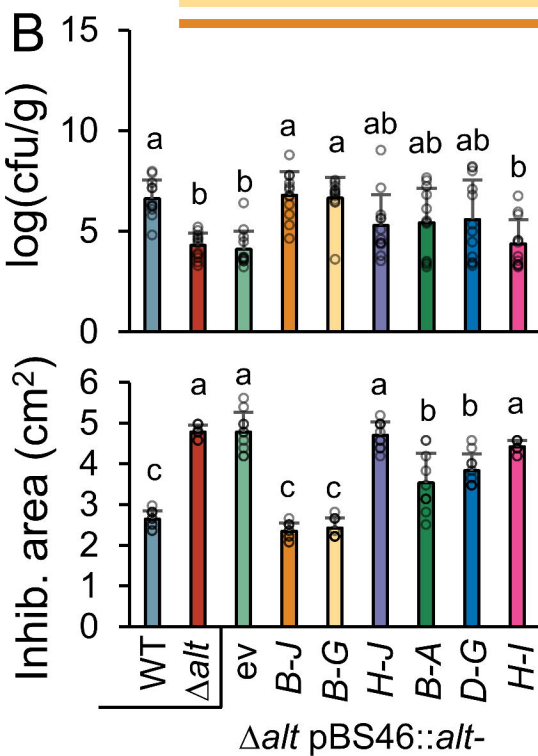 B
log(cfu/g)
15
10
5
0
a b b a a ab ab ab b
Inhib. area (cm²)
6
5
4
3
2
1
0
c a a c c a b b a
WT Δalt ev B-J B-G H-J B-A D-G H-I
Δalt pBS46::alt-